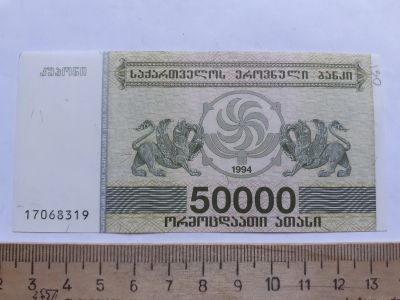 კუპონი
საქართველოს ეროვნული ბანკი
1994
17068319
50000
ორმოცდაათი ათასი
2 3 4 5 6 7 8 9 10 11 12 13